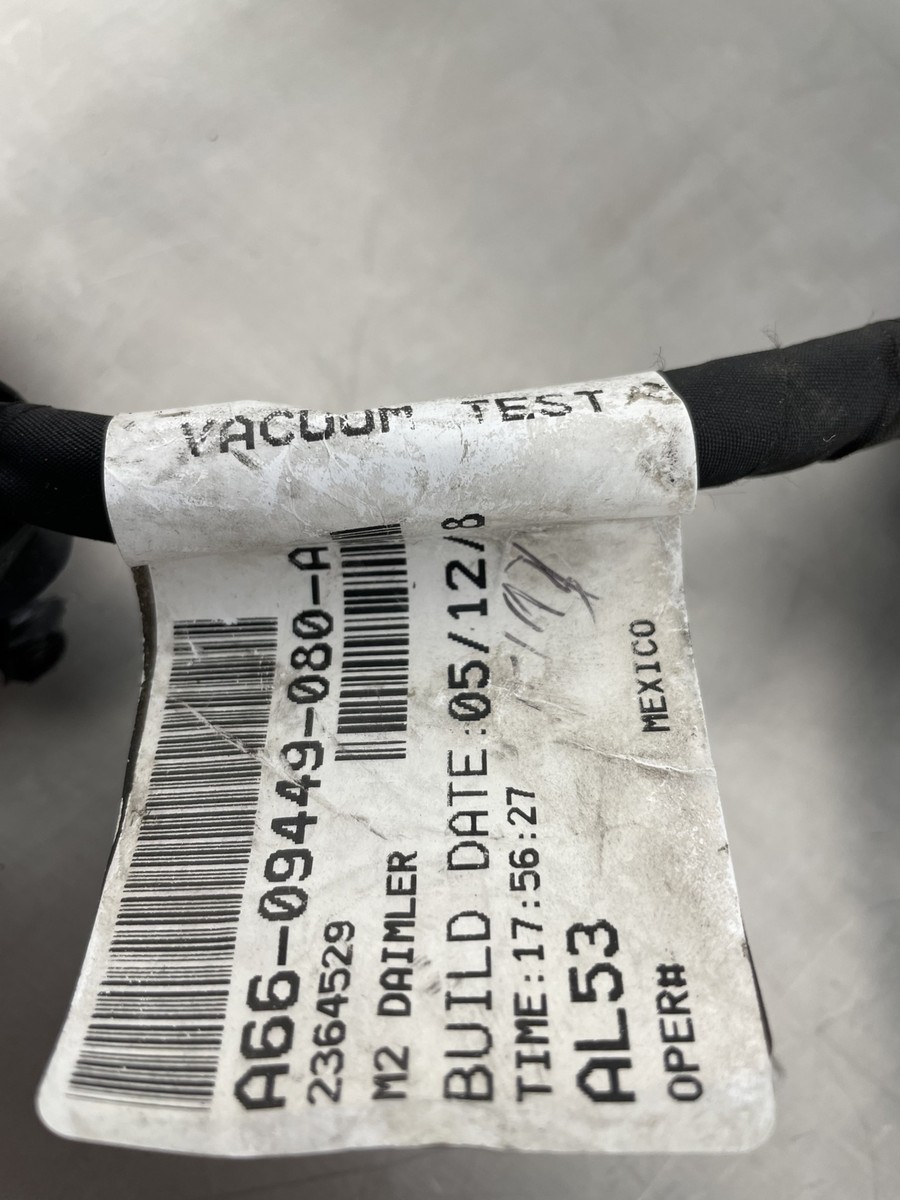 VACUUM TEST
A66-09449-080-A
2364529
M2 DAIMLER
BUILD DATE:05/12/8
TIME:17:56:27
AL53
MEXICO
OPER#